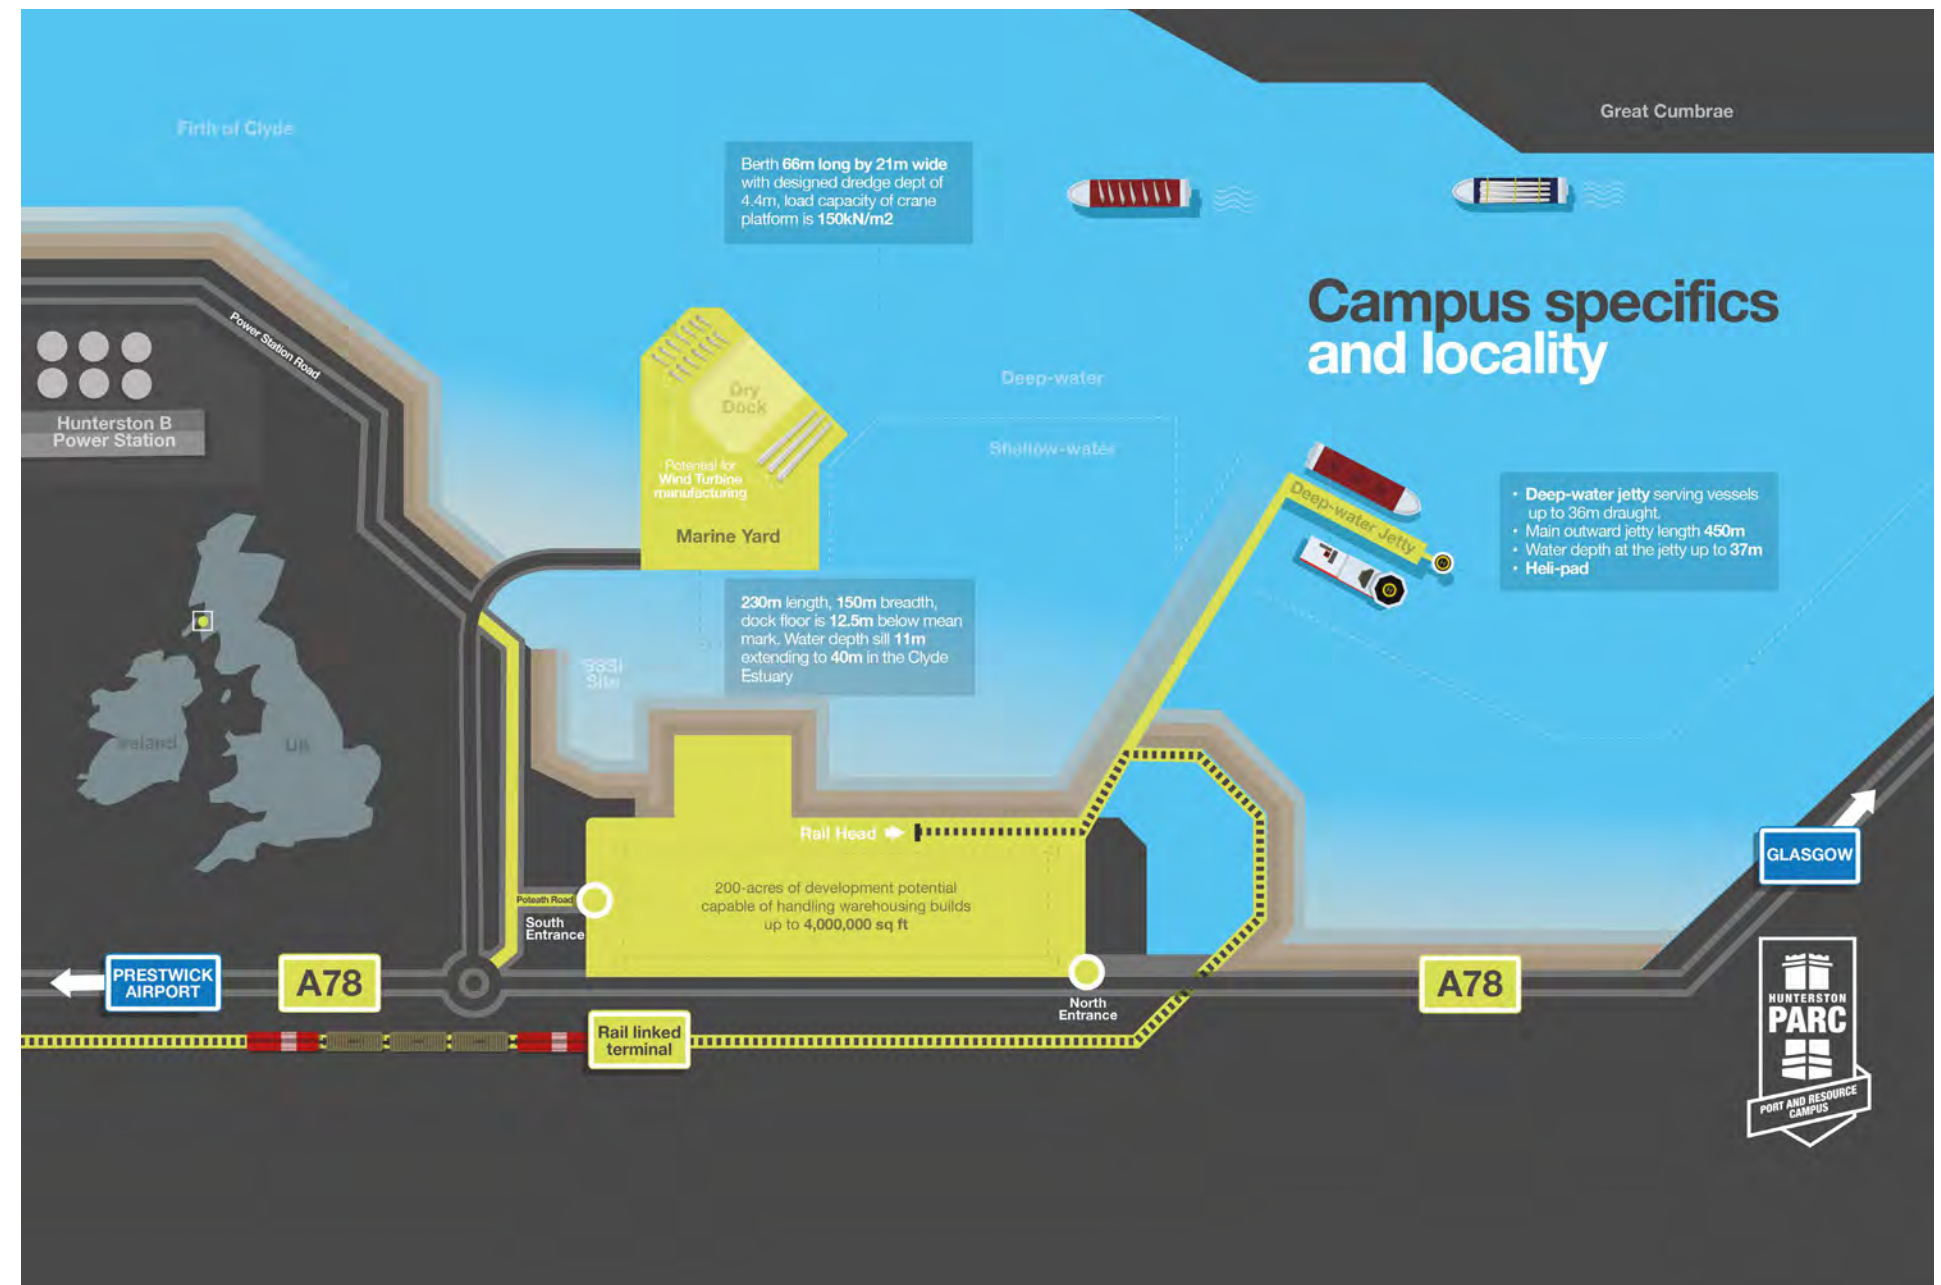 Great Cumbrae
Firth of Clyde
Berth 66m long by 21m wide
with designed dredge dept of
4.4m, load capacity of crane
platform is 150kN/m2
Campus specifics
and locality
Power Station Road
Hunterston B
Power Station
Dry
Dock
Potential for
Wind Turbine
manufacturing
Marine Yard
Deep-water
Shallow-water
Deep-water Jetty
• Deep-water jetty serving vessels
up to 36m draught.
• Main outward jetty length 450m
• Water depth at the jetty up to 37m
• Heli-pad
230m length, 150m breadth,
dock floor is 12.5m below mean
mark. Water depth sill 11m
extending to 40m in the Clyde
Estuary
SSSI
Site
Ireland
UK
Rail Head
200-acres of development potential
capable of handling warehousing builds
up to 4,000,000 sq ft
Poteath Road
South
Entrance
GLASGOW
PRESTWICK
AIRPORT
A78
North
Entrance
A78
Rail linked
terminal
HUNTERSTON
PARC
PORT AND RESOURCE
CAMPUS